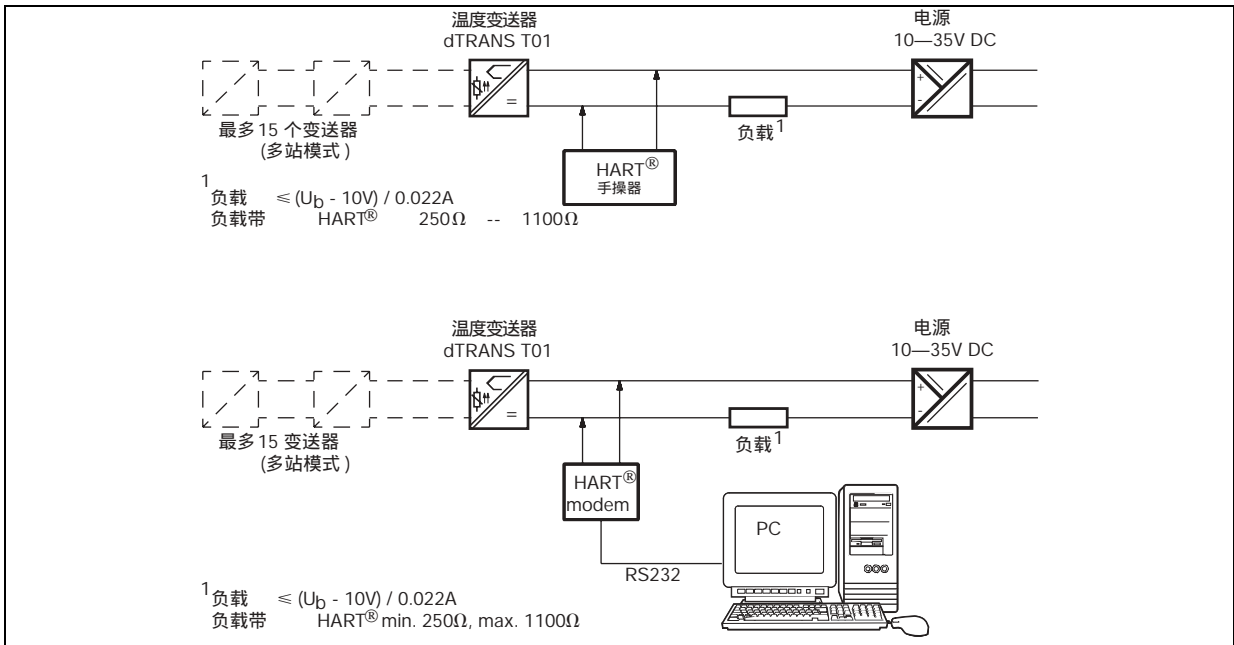 温度变送器
dTRANS T01
电源
10—35V DC
+
-
=
最多 15 个变送器
(多站模式 )
负载1
HART®
手操器
1
负载 ≤ (Ub - 10V) / 0.022A
负载带 HART® 250Ω -- 1100Ω
温度变送器
dTRANS T01
电源
10—35V DC
+
-
=
最多 15 变送器
(多站模式 )
负载1
HART®
modem
PC
RS232
1负载 ≤ (Ub - 10V) / 0.022A
负载带 HART® min. 250Ω, max. 1100Ω